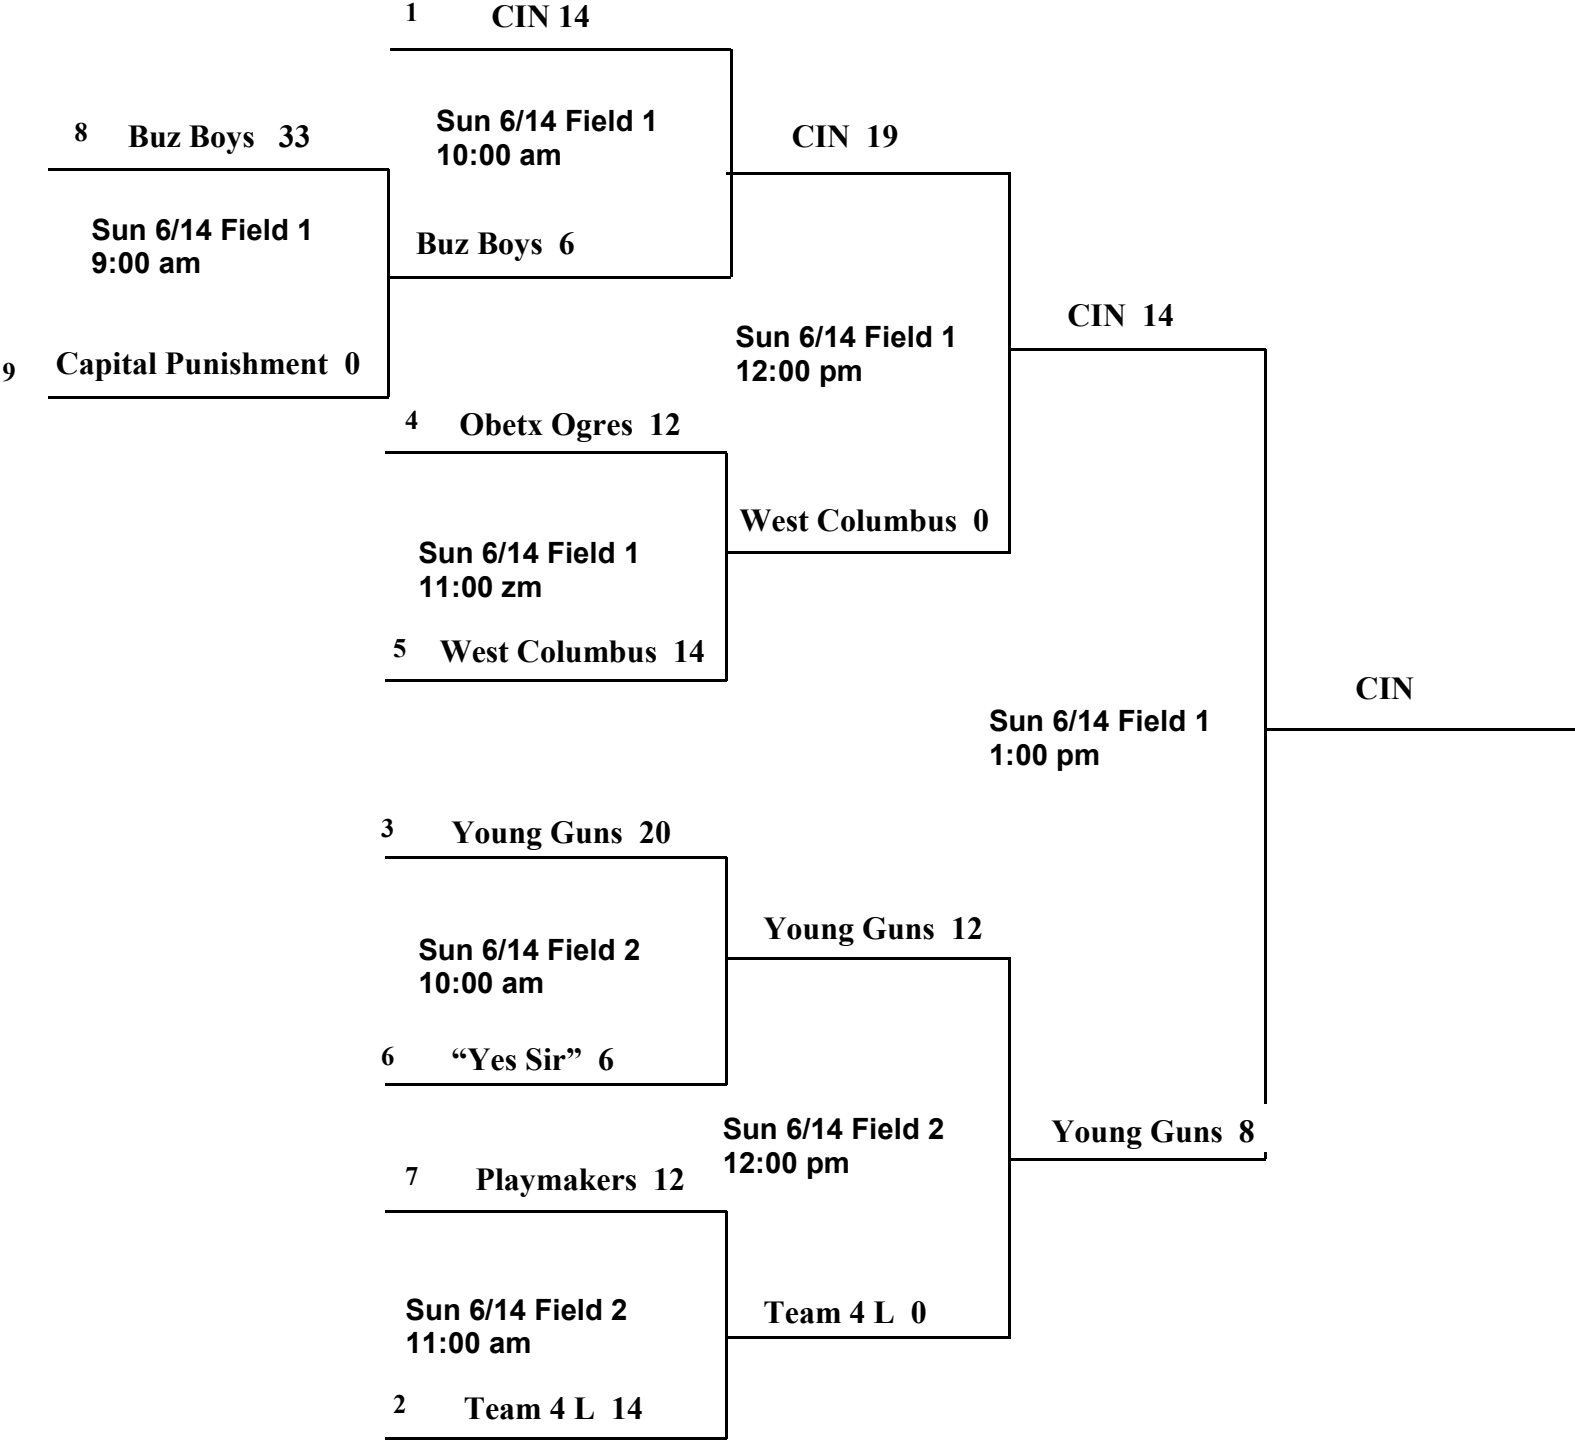 1 CIN 14
8 Buz Boys 33
Sun 6/14 Field 1
10:00 am
CIN 19
Sun 6/14 Field 1
9:00 am
Buz Boys 6
9 Capital Punishment 0
Sun 6/14 Field 1
12:00 pm
CIN 14
4 Obetx Ogres 12
Sun 6/14 Field 1
11:00 zm
West Columbus 0
5 West Columbus 14
CIN
Sun 6/14 Field 1
1:00 pm
3 Young Guns 20
Sun 6/14 Field 2
10:00 am
Young Guns 12
6 “Yes Sir” 6
Sun 6/14 Field 2
12:00 pm
Young Guns 8
7 Playmakers 12
Sun 6/14 Field 2
11:00 am
Team 4 L 0
2 Team 4 L 14